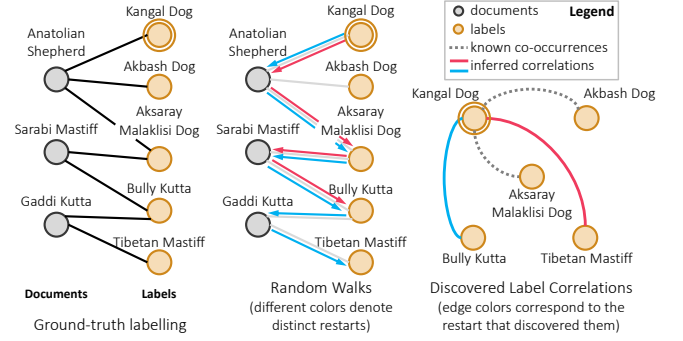 Kangal Dog
Anatolian
Shepherd
Akbash Dog
Aksaray
Malaklisi Dog
Sarabi Mastiff
Bully Kutta
Gaddi Kutta
Tibetan Mastiff
Documents
Labels
Ground-truth labelling
Kangal Dog
Anatolian
Shepherd
Akbash Dog
Aksaray
Malaklisi Dog
Sarabi Mastiff
Bully Kutta
Gaddi Kutta
Tibetan Mastiff
Random Walks
(different colors denote
distinct restarts)
documents
Legend
labels
known co-occurrences
inferred correlations
Kangal Dog
Akbash Dog
Aksaray
Malaklisi Dog
Bully Kutta
Tibetan Mastiff
Discovered Label Correlations
(edge colors correspond to the
restart that discovered them)